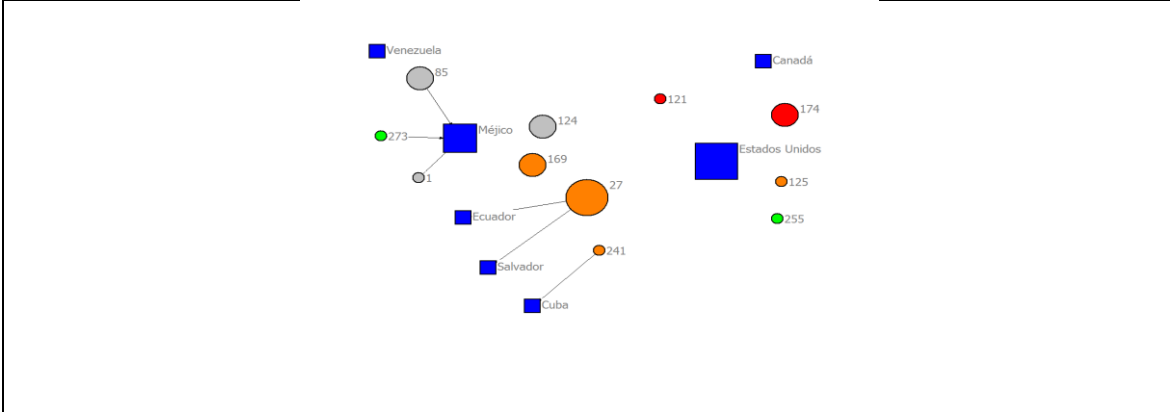 Venezuela
Canadá
85
121
174
124
Méjico
273
Estados Unidos
169
1
125
27
Ecuador
255
241
Salvador
Cuba